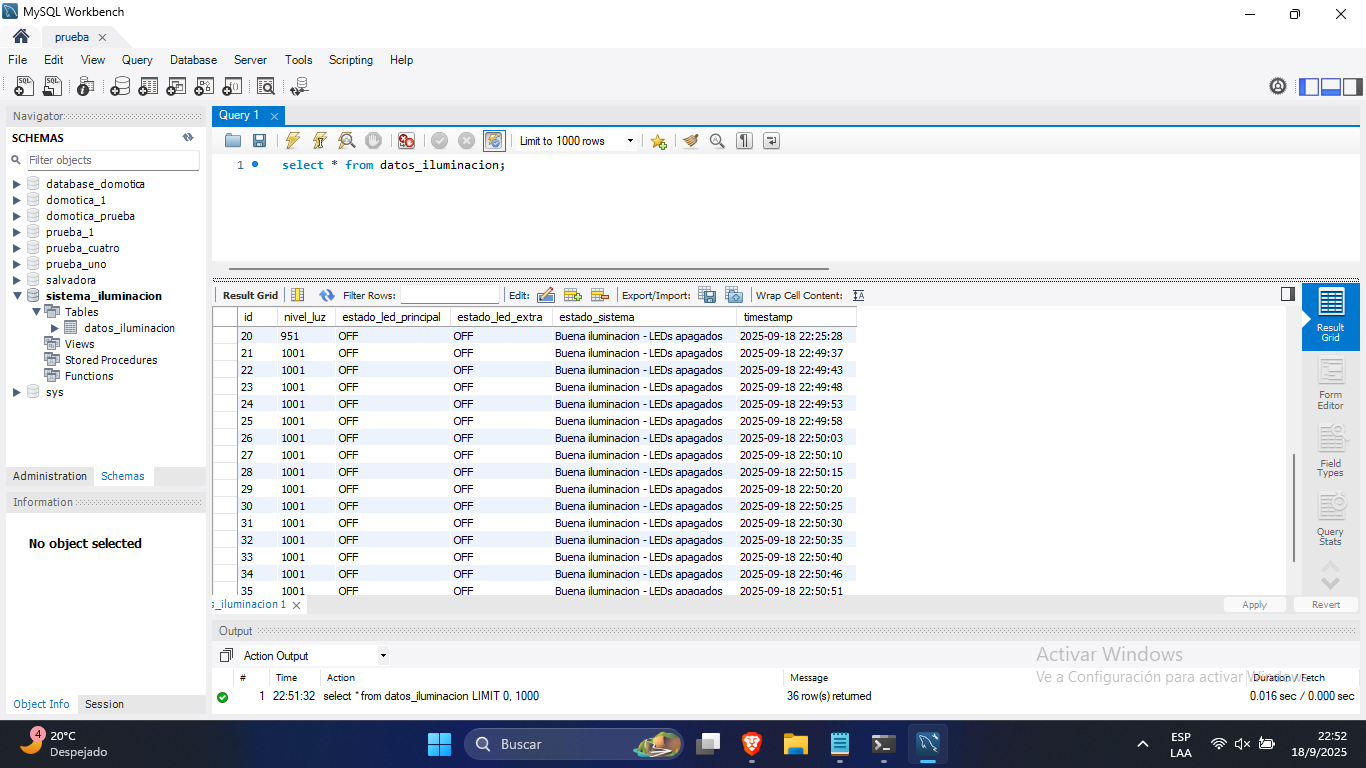 MySQL Workbench
prueba
File Edit View Query Database Server Tools Scripting Help
Navigator
SCHEMAS
Filter objects
database_domotica
domotica_1
domotica_prueba
prueba_1
prueba_cuatro
prueba_uno
salvadora
sistema_iluminacion
Tables
datos_iluminacion
Views
Stored Procedures
Functions
sys
Administration Schemas
Information
No object selected
Object Info Session
Query 1
Limit to 1000 rows
1 select * from datos_iluminacion;
Result Grid Filter Rows: Edit: Export/Import: Wrap Cell Content:
id nivel_luz estado_led_principal estado_led_extra estado_sistema timestamp
20 951 OFF OFF Buena iluminacion - LEDs apagados 2025-09-18 22:25:28
21 1001 OFF OFF Buena iluminacion - LEDs apagados 2025-09-18 22:49:37
22 1001 OFF OFF Buena iluminacion - LEDs apagados 2025-09-18 22:49:43
23 1001 OFF OFF Buena iluminacion - LEDs apagados 2025-09-18 22:49:48
24 1001 OFF OFF Buena iluminacion - LEDs apagados 2025-09-18 22:49:53
25 1001 OFF OFF Buena iluminacion - LEDs apagados 2025-09-18 22:49:58
26 1001 OFF OFF Buena iluminacion - LEDs apagados 2025-09-18 22:50:03
27 1001 OFF OFF Buena iluminacion - LEDs apagados 2025-09-18 22:50:10
28 1001 OFF OFF Buena iluminacion - LEDs apagados 2025-09-18 22:50:15
29 1001 OFF OFF Buena iluminacion - LEDs apagados 2025-09-18 22:50:20
30 1001 OFF OFF Buena iluminacion - LEDs apagados 2025-09-18 22:50:25
31 1001 OFF OFF Buena iluminacion - LEDs apagados 2025-09-18 22:50:30
32 1001 OFF OFF Buena iluminacion - LEDs apagados 2025-09-18 22:50:35
33 1001 OFF OFF Buena iluminacion - LEDs apagados 2025-09-18 22:50:40
34 1001 OFF OFF Buena iluminacion - LEDs apagados 2025-09-18 22:50:46
35 1001 OFF OFF Buena iluminacion - LEDs apagados 2025-09-18 22:50:51
s_iluminacion 1
Result
Grid
Form
Editor
Field
Types
Query
Stats
Apply Revert
Output
Action Output
# Time Action Message Duration / Fetch
1 22:51:32 select * from datos_iluminacion LIMIT 0, 1000 36 row(s) returned 0.016 sec / 0.000 sec
Activar Windows
Ve a Configuración para activar Windows.
4
20°C
Despejado
Buscar
ESP
LAA
22:52
18/9/2025